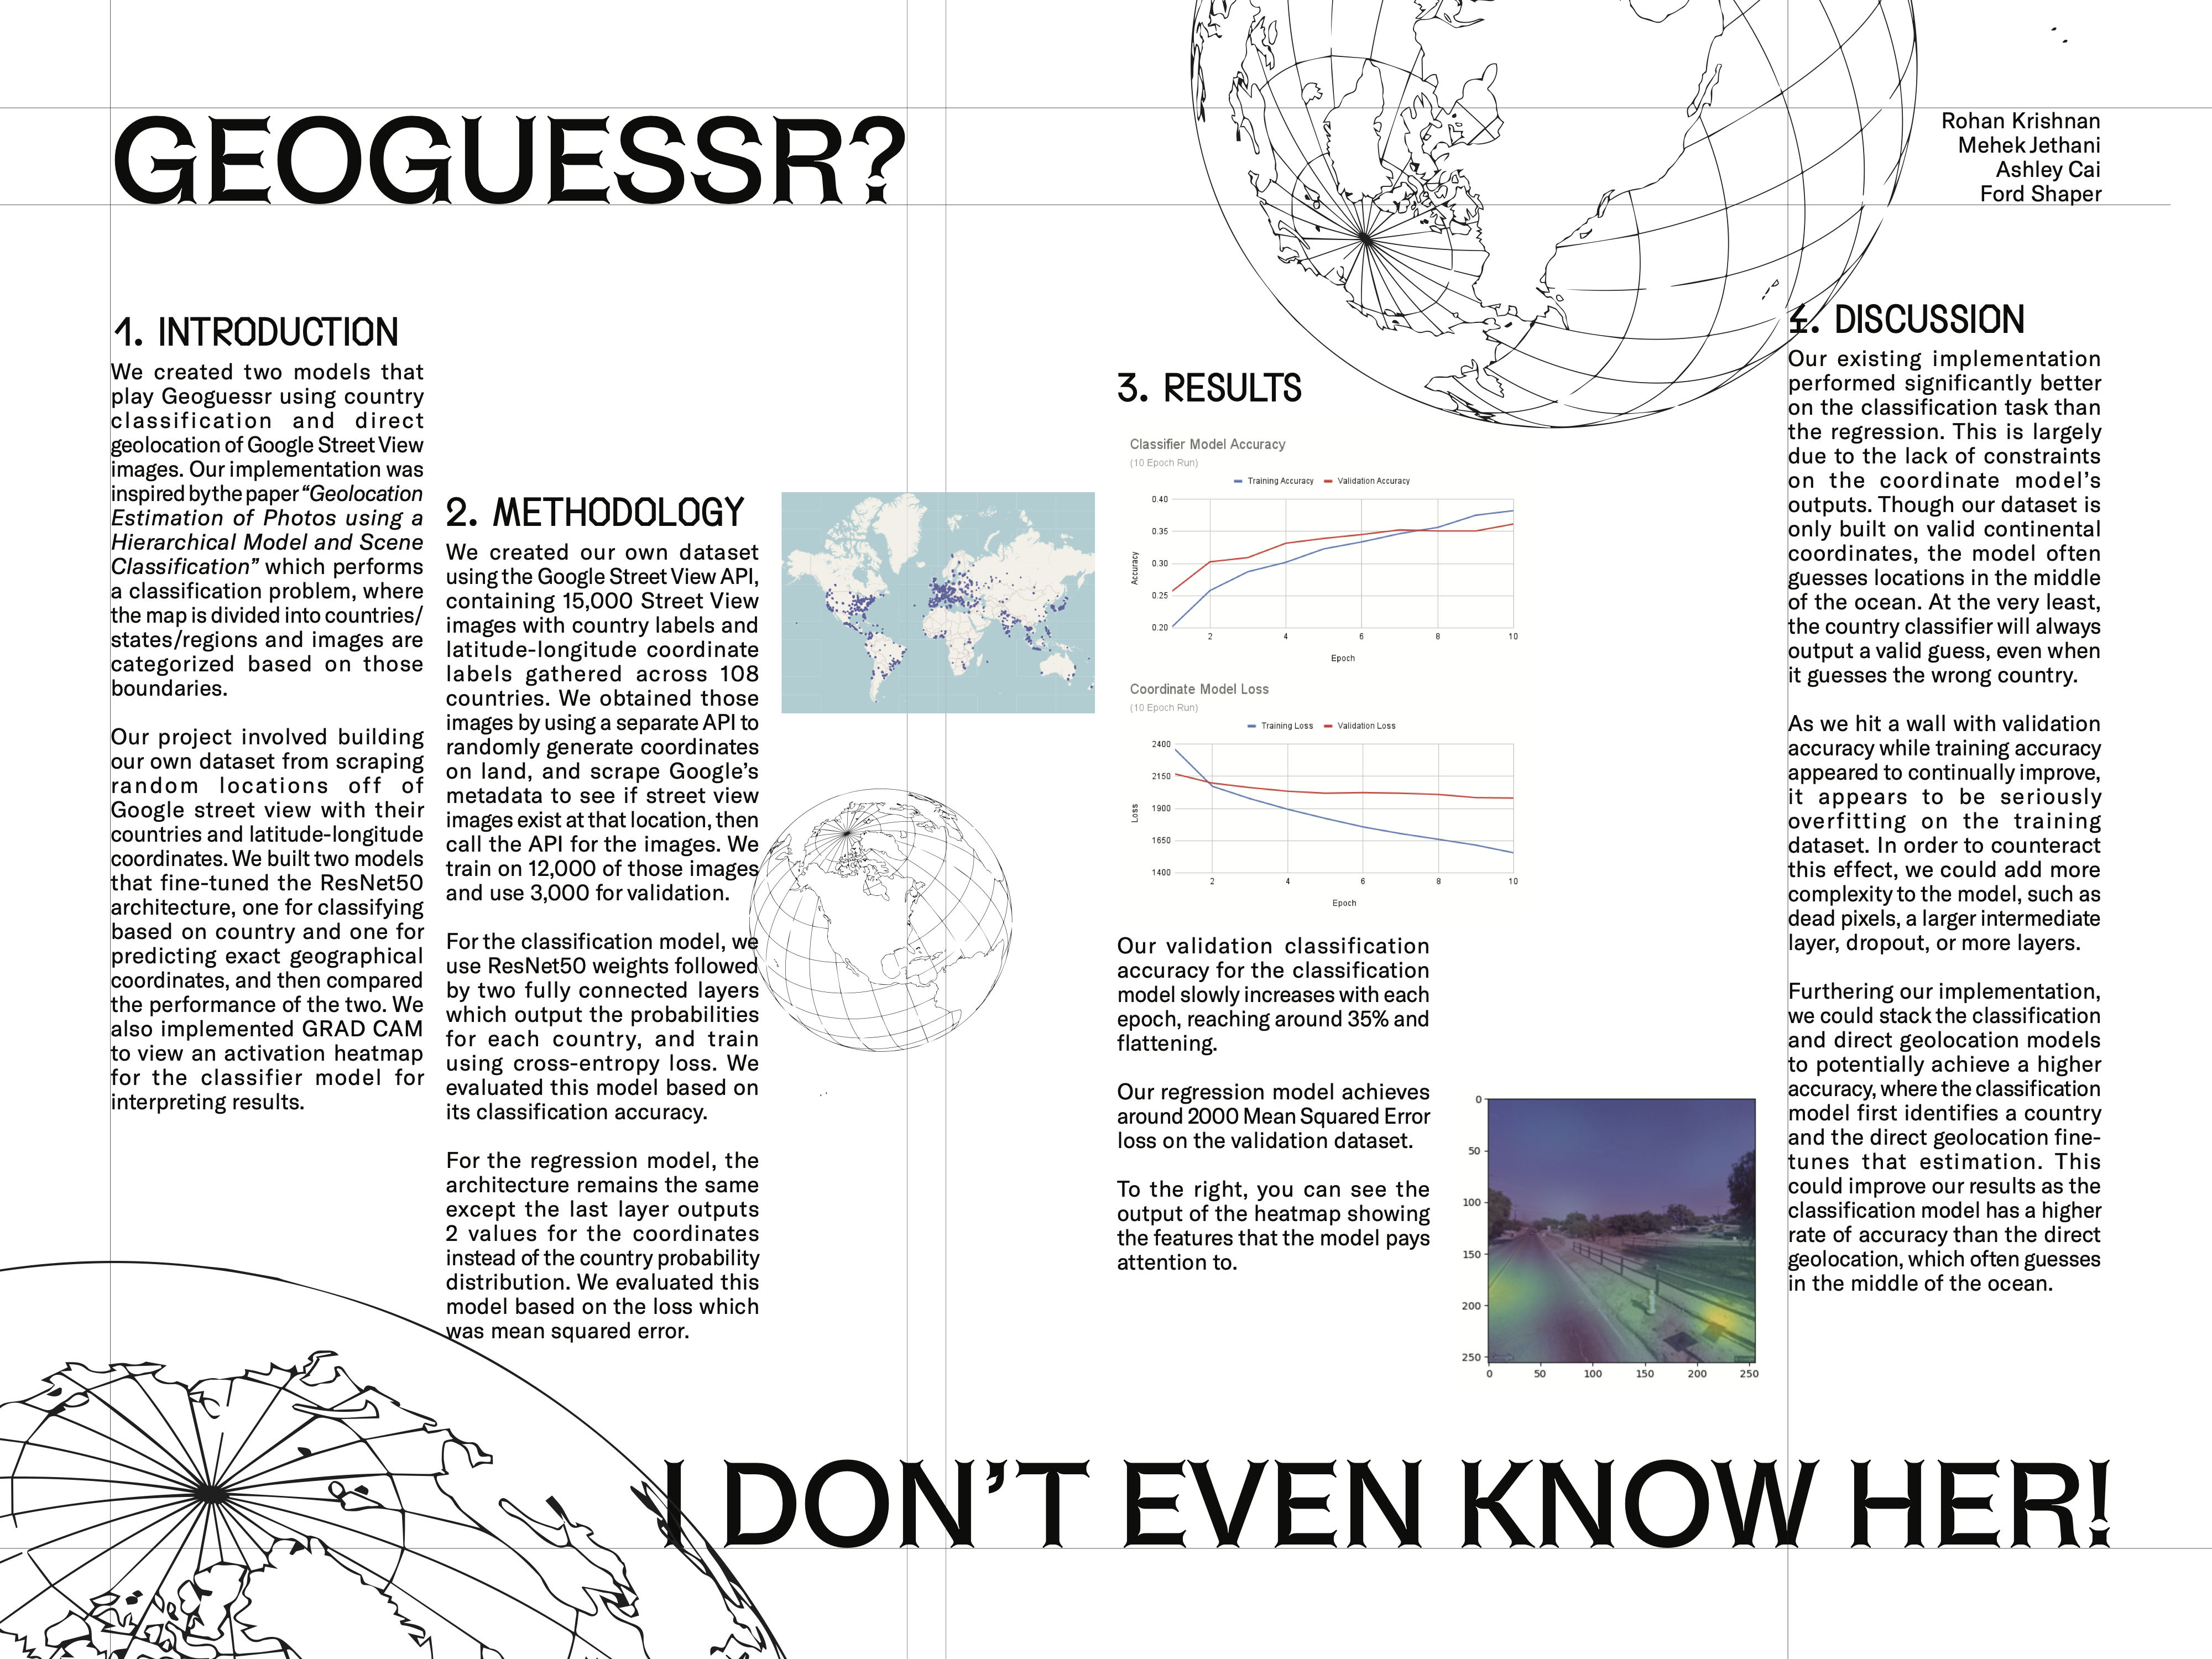 GEOGUESSR?
Rohan Krishnan
Mehek Jethani
Ashley Cai
Ford Shaper
1. INTRODUCTION
We created two models that
play Geoguessr using country
classification and direct
geolocation of Google Street View
images. Our implementation was
inspired by the paper “Geolocation
Estimation of Photos using a
Hierarchical Model and Scene
Classification” which performs
a classification problem, where
the map is divided into countries/
states/regions and images are
categorized based on those
boundaries.
Our project involved building
our own dataset from scraping
random locations off of
Google street view with their
countries and latitude-longitude
coordinates. We built two models
that fine-tuned the ResNet50
architecture, one for classifying
based on country and one for
predicting exact geographical
coordinates, and then compared
the performance of the two. We
also implemented GRAD CAM
to view an activation heatmap
for the classifier model for
interpreting results.
2. METHODOLOGY
We created our own dataset
using the Google Street View API,
containing 15,000 Street View
images with country labels and
latitude-longitude coordinate
labels gathered across 108
countries. We obtained those
images by using a separate API to
randomly generate coordinates
on land, and scrape Google’s
metadata to see if street view
images exist at that location, then
call the API for the images. We
train on 12,000 of those images
and use 3,000 for validation.
For the classification model, we
use ResNet50 weights followed
by two fully connected layers
which output the probabilities
for each country, and train
using cross-entropy loss. We
evaluated this model based on
its classification accuracy.
For the regression model, the
architecture remains the same
except the last layer outputs
2 values for the coordinates
instead of the country probability
distribution. We evaluated this
model based on the loss which
was mean squared error.
3. RESULTS
Classifier Model Accuracy
(10 Epoch Run)
Training Accuracy Validation Accuracy
0.40
0.35
0.30
0.25
0.20
Accuracy
2 4 6 8 10
Epoch
Coordinate Model Loss
(10 Epoch Run)
Training Loss Validation Loss
2400
2150
1900
1650
1400
Loss
2 4 6 8 10
Epoch
Our validation classification
accuracy for the classification
model slowly increases with each
epoch, reaching around 35% and
flattening.
Our regression model achieves
around 2000 Mean Squared Error
loss on the validation dataset.
To the right, you can see the
output of the heatmap showing
the features that the model pays
attention to.
0
50
100
150
200
250
0 50 100 150 200 250
4. DISCUSSION
Our existing implementation
performed significantly better
on the classification task than
the regression. This is largely
due to the lack of constraints
on the coordinate model’s
outputs. Though our dataset is
only built on valid continental
coordinates, the model often
guesses locations in the middle
of the ocean. At the very least,
the country classifier will always
output a valid guess, even when
it guesses the wrong country.
As we hit a wall with validation
accuracy while training accuracy
appeared to continually improve,
it appears to be seriously
overfitting on the training
dataset. In order to counteract
this effect, we could add more
complexity to the model, such as
dead pixels, a larger intermediate
layer, dropout, or more layers.
Furthering our implementation,
we could stack the classification
and direct geolocation models
to potentially achieve a higher
accuracy, where the classification
model first identifies a country
and the direct geolocation fine-
tunes that estimation. This
could improve our results as the
classification model has a higher
rate of accuracy than the direct
geolocation, which often guesses
in the middle of the ocean.
I DON’T EVEN KNOW HER!